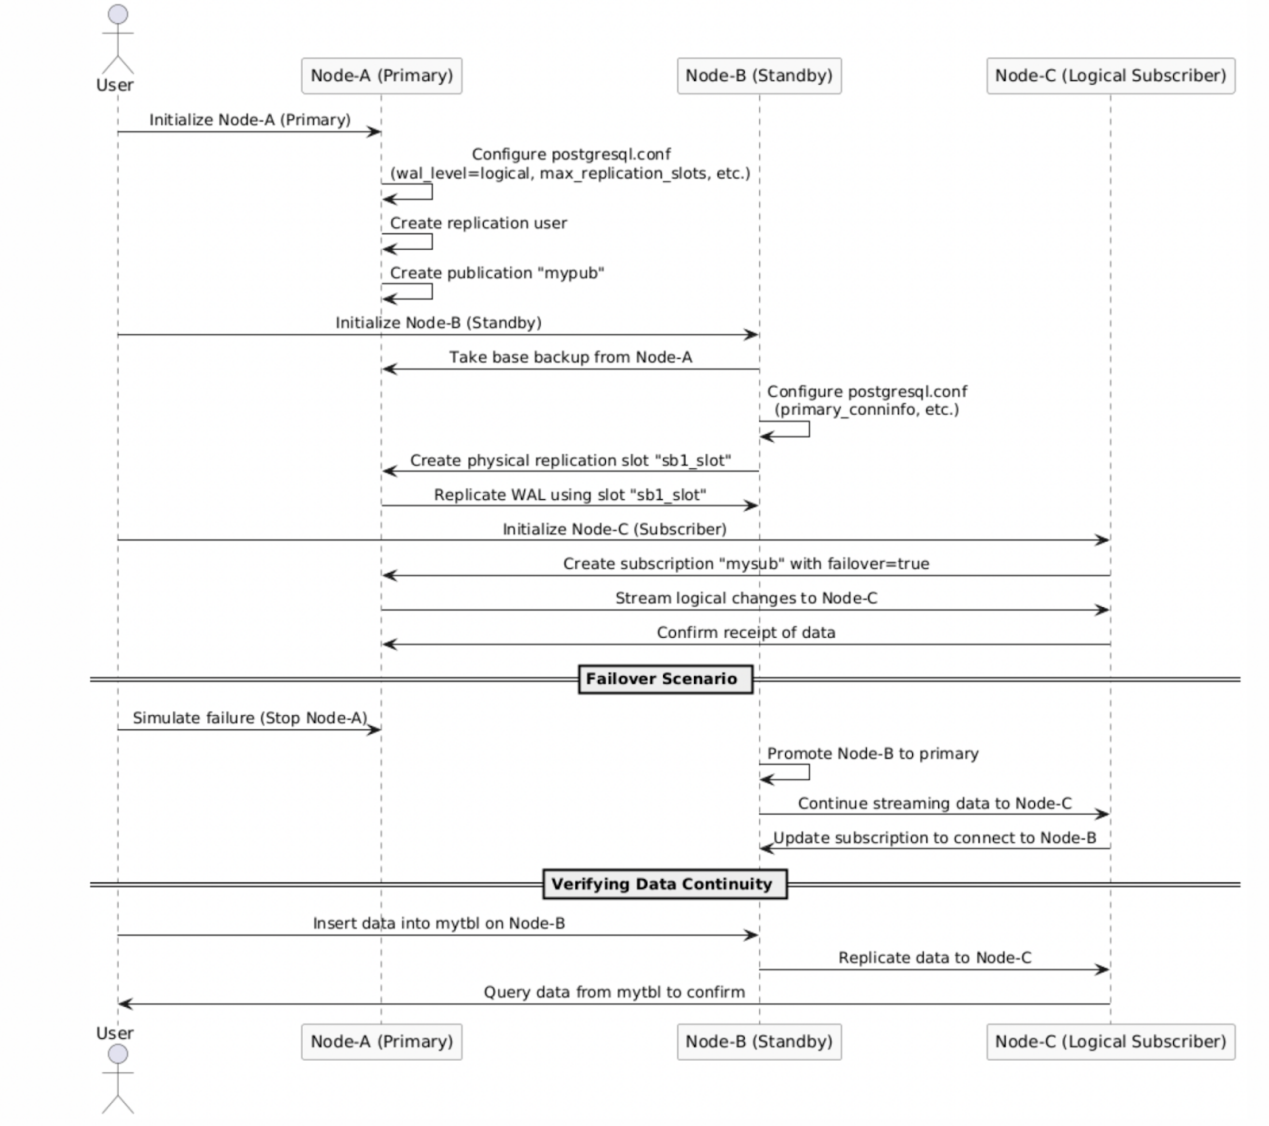 User
Node-A (Primary)
Node-B (Standby)
Node-C (Logical Subscriber)
Initialize Node-A (Primary)
Configure postgresql.conf
(wal_level=logical, max_replication_slots, etc.)
Create replication user
Create publication "mypub"
Initialize Node-B (Standby)
Take base backup from Node-A
Configure postgresql.conf
(primary_conninfo, etc.)
Create physical replication slot "sb1_slot"
Replicate WAL using slot "sb1_slot"
Initialize Node-C (Subscriber)
Create subscription "mysub" with failover=true
Stream logical changes to Node-C
Confirm receipt of data
Failover Scenario
Simulate failure (Stop Node-A)
Promote Node-B to primary
Continue streaming data to Node-C
Update subscription to connect to Node-B
Verifying Data Continuity
Insert data into mytbl on Node-B
Replicate data to Node-C
Query data from mytbl to confirm
User
Node-A (Primary)
Node-B (Standby)
Node-C (Logical Subscriber)